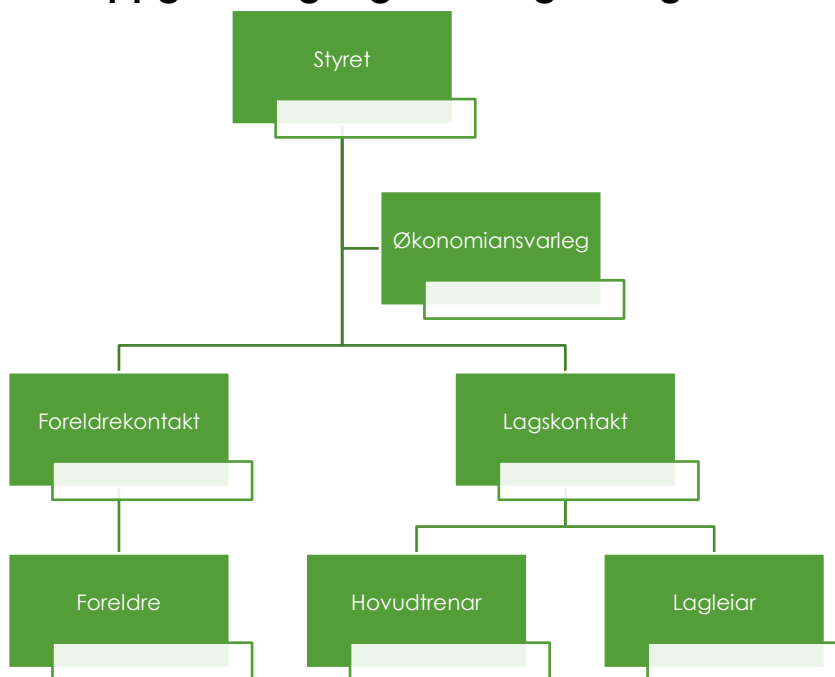 Styret
Økonomiansvarleg
Foreldrekontakt
Lagskontakt
Foreldre
Hovudtrenar
Lagleiar